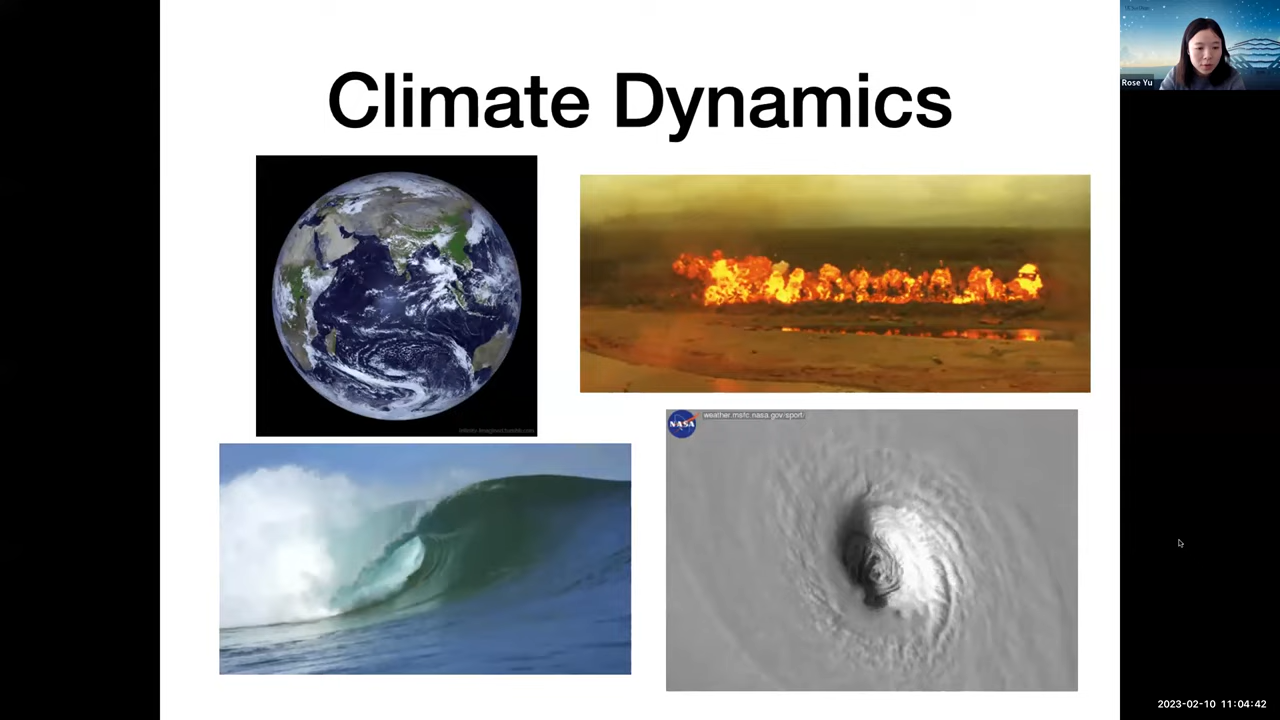 Climate Dynamics
Rose Yu
NASA
weather.msfc.nasa.gov/sport/
2023-02-10 11:04:42